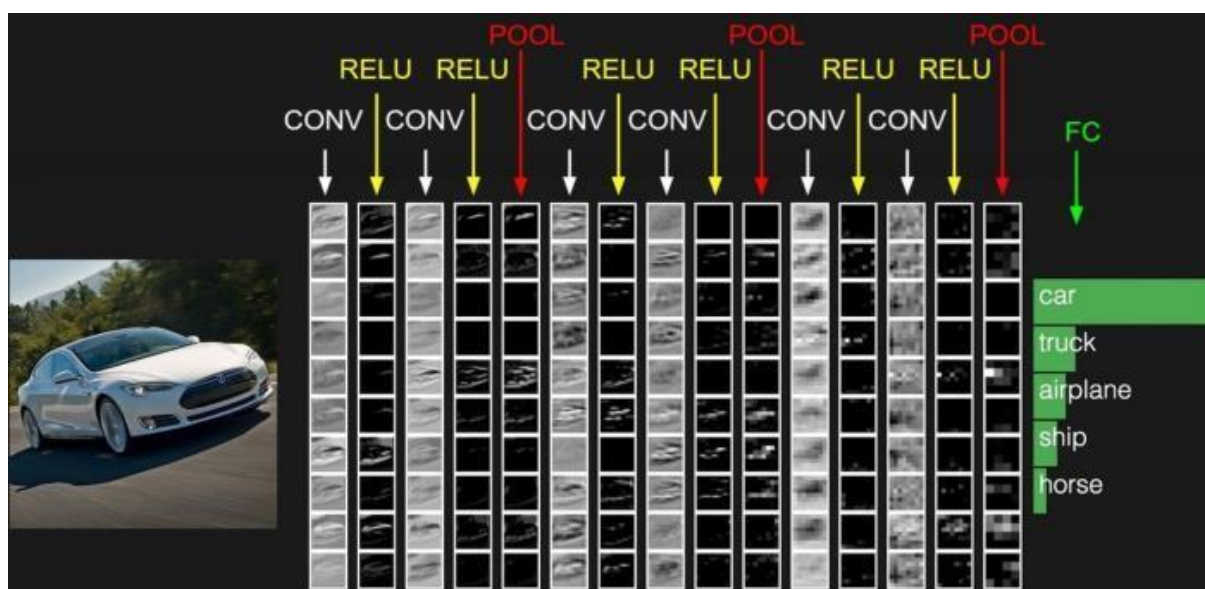 POOL POOL POOL
RELU RELU RELU RELU RELU RELU
CONV CONV CONV CONV CONV CONV
FC
car
truck
airplane
ship
horse